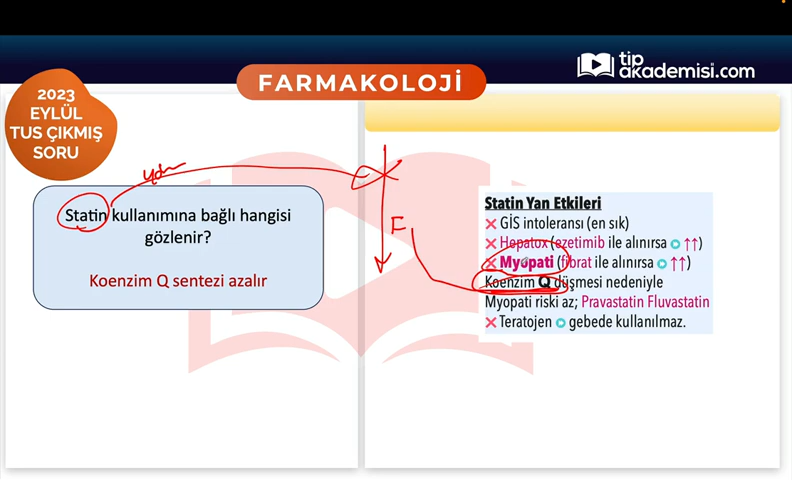 tip
akademisi.com
FARMAKOLOJİ
2023
EYLÜL
TUS ÇIKMIŞ
SORU
Statin kullanımına bağlı hangisi
gözlenir?
Koenzim Q sentezi azalır
F
Statin Yan Etkileri
× GİS intoleransı (en sık)
× Hepatox (ezetimib ile alınırsa ↑↑)
× Myopati (fibrat ile alınırsa ↑↑)
Koenzim Q düşmesi nedeniyle
Myopati riski az; Pravastatin Fluvastatin
× Teratojen gebede kullanılmaz.